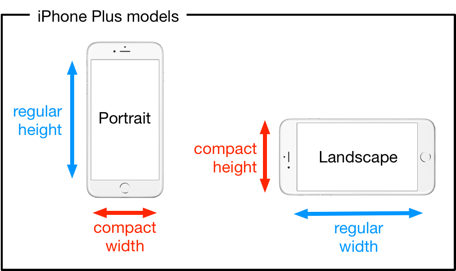 iPhone Plus models
regular
height
Portrait
compact
width
compact
height
Landscape
regular
width